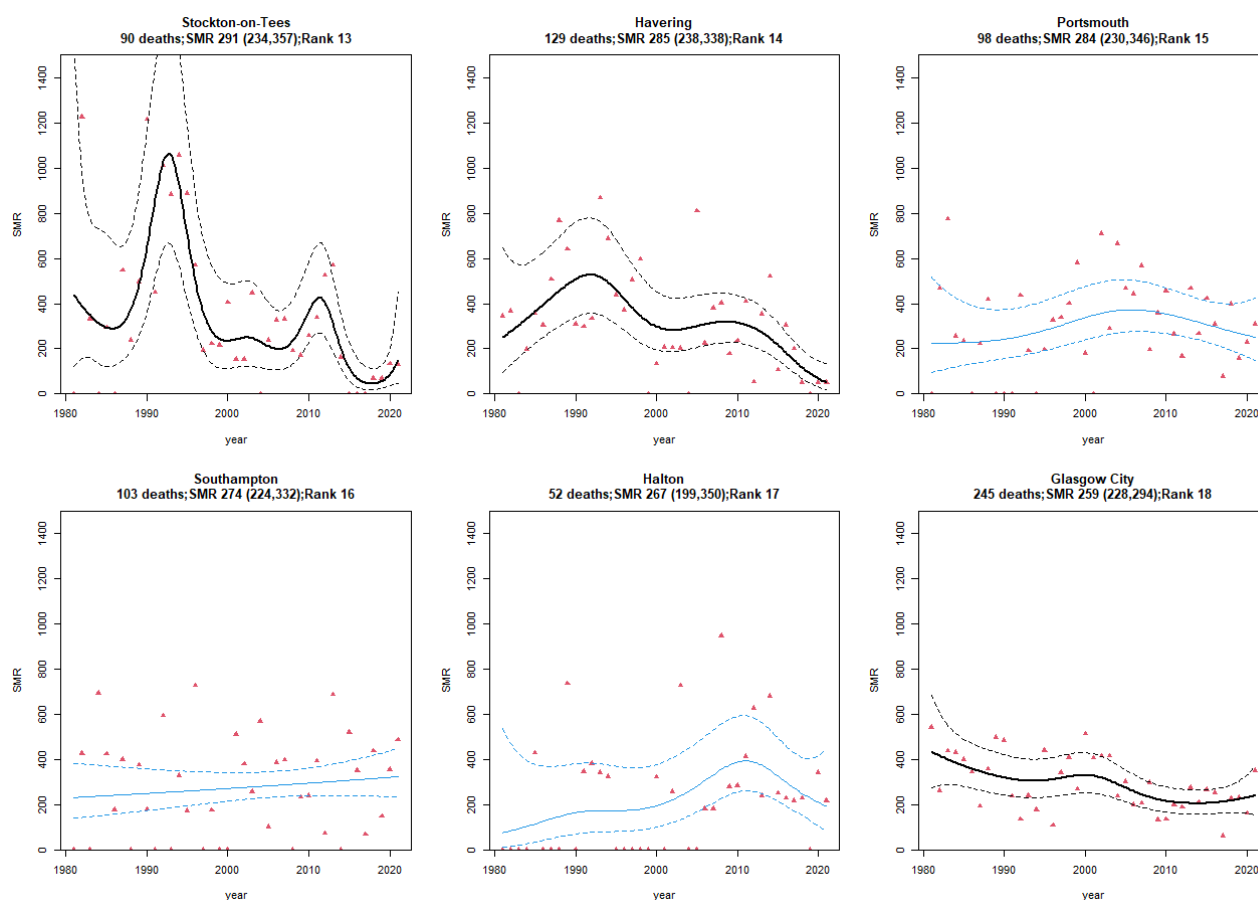 Stockton-on-Tees
90 deaths;SMR 291 (234,357);Rank 13
SMR
0 200 400 600 800 1000 1200 1400
1980 1990 2000 2010 2020
year
Havering
129 deaths;SMR 285 (238,338);Rank 14
SMR
0 200 400 600 800 1000 1200 1400
1980 1990 2000 2010 2020
year
Portsmouth
98 deaths;SMR 284 (230,346);Rank 15
SMR
0 200 400 600 800 1000 1200 1400
1980 1990 2000 2010 2020
year
Southampton
103 deaths;SMR 274 (224,332);Rank 16
SMR
0 200 400 600 800 1000 1200 1400
1980 1990 2000 2010 2020
year
Halton
52 deaths;SMR 267 (199,350);Rank 17
SMR
0 200 400 600 800 1000 1200 1400
1980 1990 2000 2010 2020
year
Glasgow City
245 deaths;SMR 259 (228,294);Rank 18
SMR
0 200 400 600 800 1000 1200 1400
1980 1990 2000 2010 2020
year